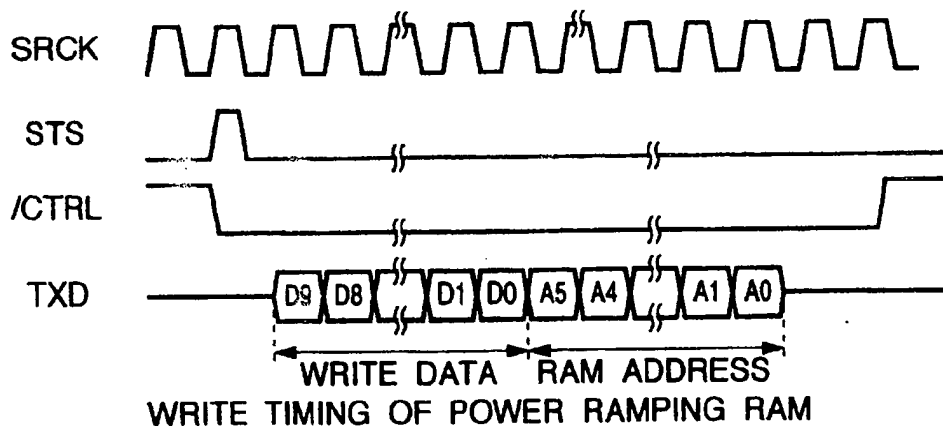 SRCK
STS
/CTRL
TXD D9 D8 D1 D0 A5 A4 A1 A0
WRITE DATA RAM ADDRESS
WRITE TIMING OF POWER RAMPING RAM